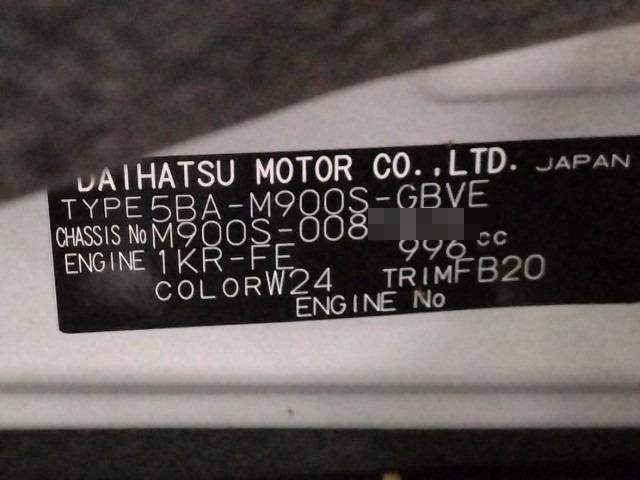 DAIHATSU MOTOR CO.,LTD. JAPAN
TYPE 5BA-M900S-GBVE
CHASSIS No M900S-008
ENGINE 1KR-FE 996 cc
COLOR W24 TRIM FB20
ENGINE No